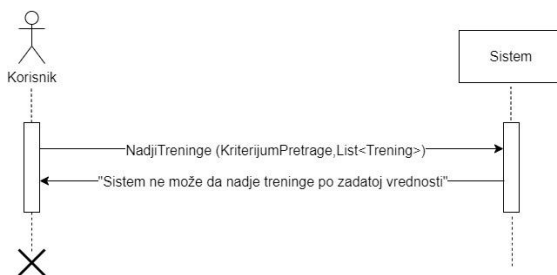 Korisnik
Sistem
NadjiTreninge (KriterijumPretrage,List<Trening>)
"Sistem ne može da nadje treninge po zadatoj vrednosti"